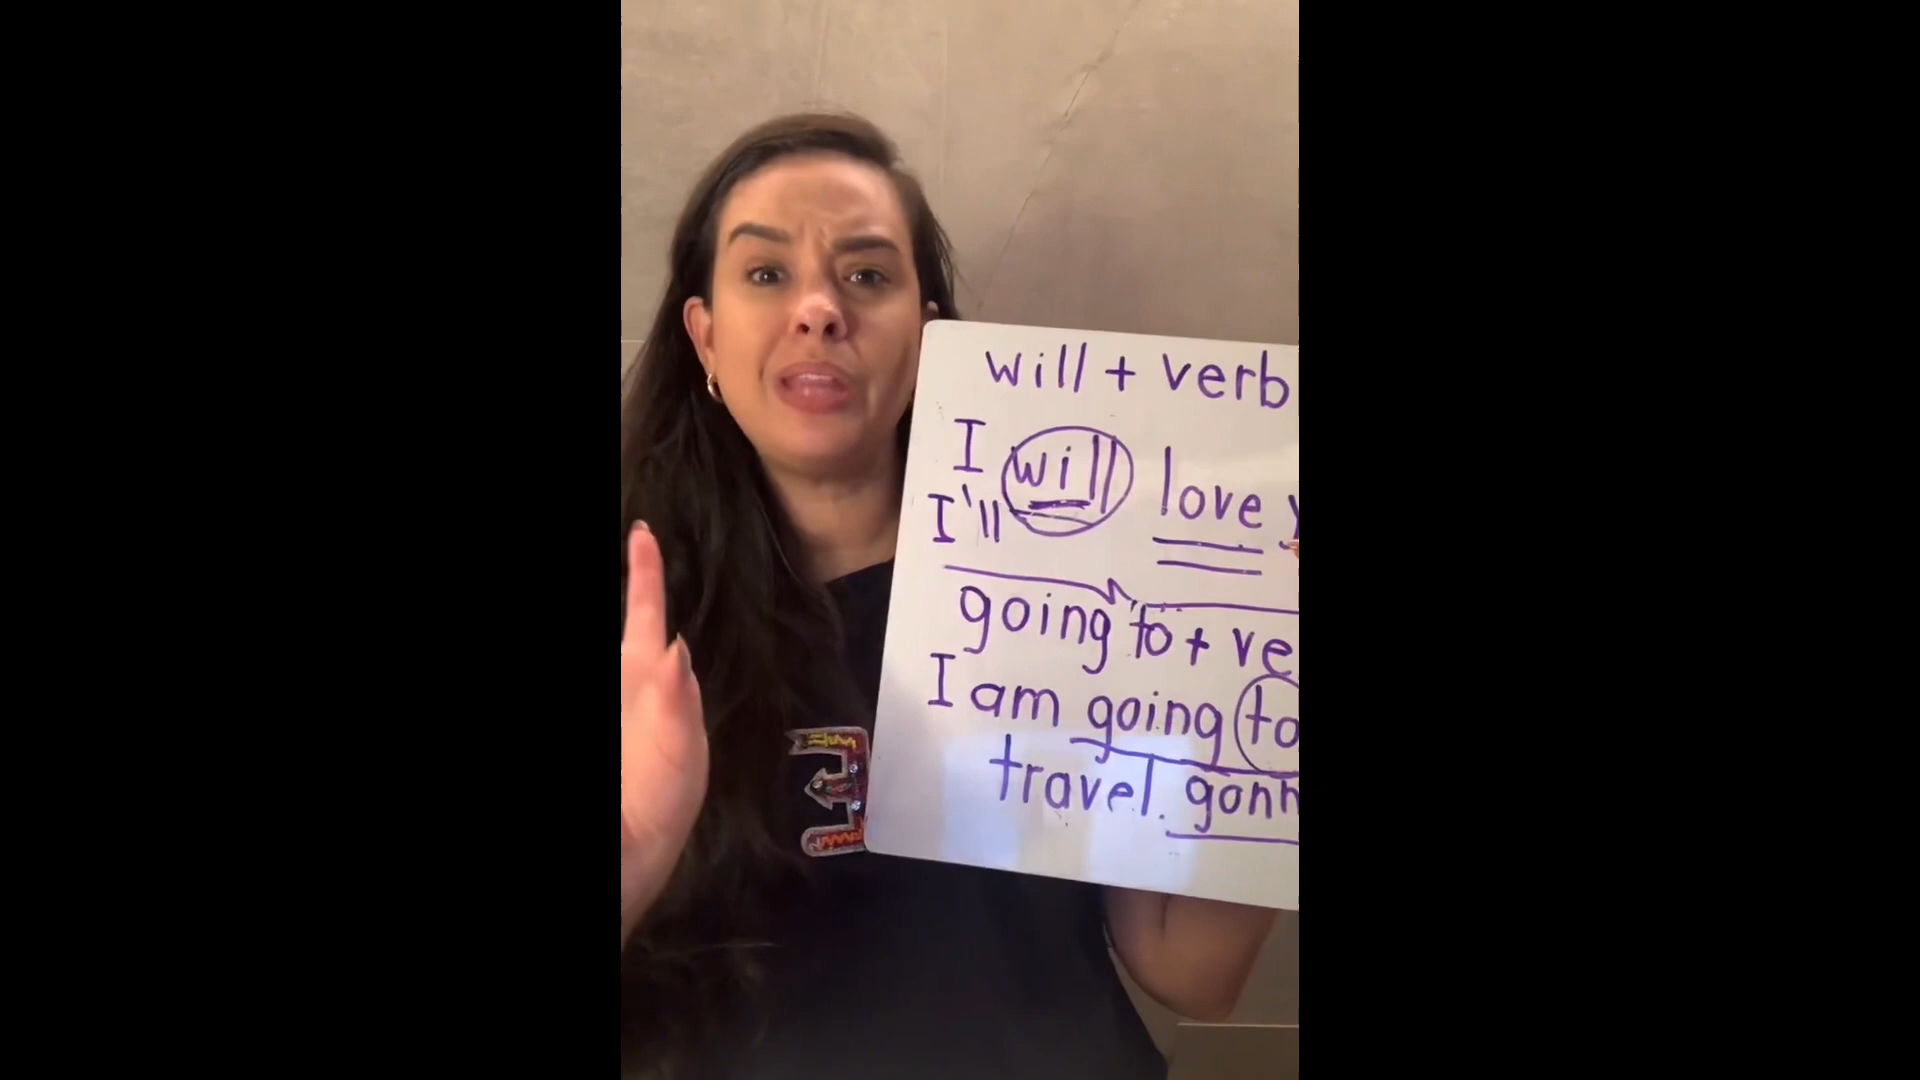 will + verb
I will love
I'll
going to + ve
I am going to
travel. gonn